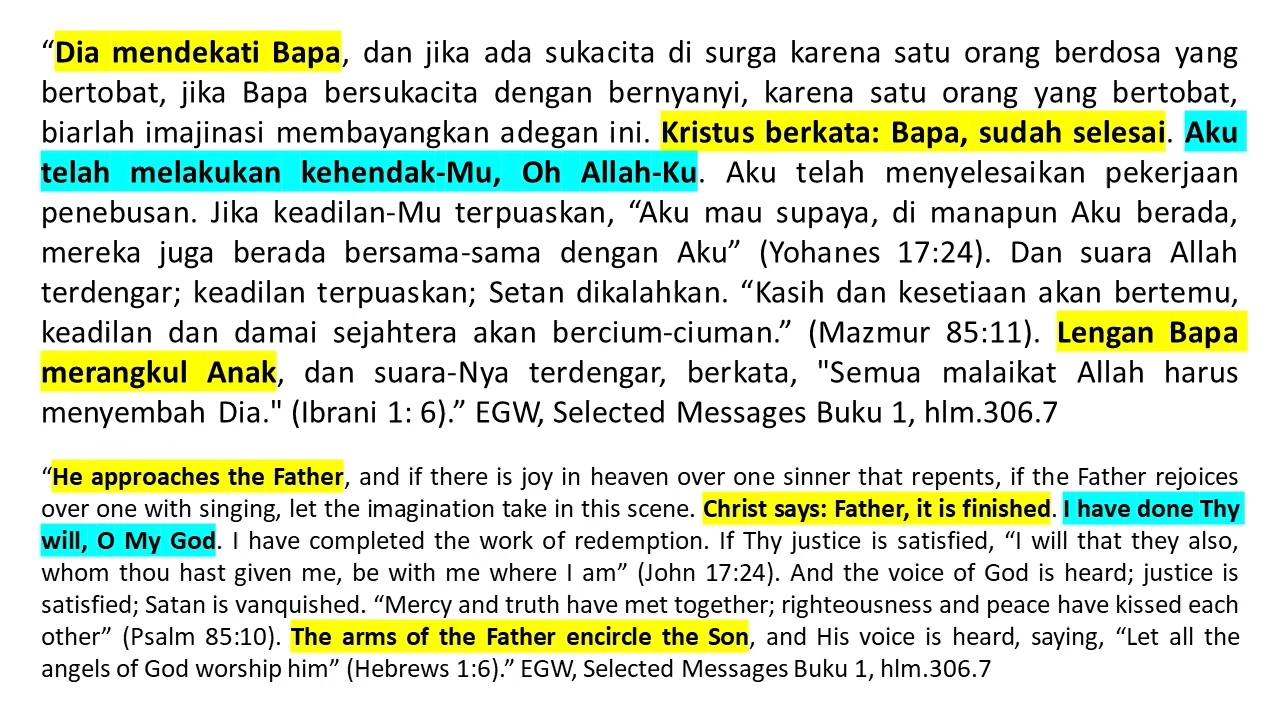 “Dia mendekati Bapa, dan jika ada sukacita di surga karena satu orang berdosa yang
bertobat, jika Bapa bersukacita dengan bernyanyi, karena satu orang yang bertobat,
biarlah imajinasi membayangkan adegan ini. Kristus berkata: Bapa, sudah selesai. Aku
telah melakukan kehendak-Mu, Oh Allah-Ku. Aku telah menyelesaikan pekerjaan
penebusan. Jika keadilan-Mu terpuaskan, “Aku mau supaya, di manapun Aku berada,
mereka juga berada bersama-sama dengan Aku” (Yohanes 17:24). Dan suara Allah
terdengar; keadilan terpuaskan; Setan dikalahkan. “Kasih dan kesetiaan akan bertemu,
keadilan dan damai sejahtera akan bercium-ciuman.” (Mazmur 85:11). Lengan Bapa
merangkul Anak, dan suara-Nya terdengar, berkata, "Semua malaikat Allah harus
menyembah Dia." (Ibrani 1: 6).” EGW, Selected Messages Buku 1, hlm.306.7
“He approaches the Father, and if there is joy in heaven over one sinner that repents, if the Father rejoices
over one with singing, let the imagination take in this scene. Christ says: Father, it is finished. I have done Thy
will, O My God. I have completed the work of redemption. If Thy justice is satisfied, “I will that they also,
whom thou hast given me, be with me where I am” (John 17:24). And the voice of God is heard; justice is
satisfied; Satan is vanquished. “Mercy and truth have met together; righteousness and peace have kissed each
other” (Psalm 85:10). The arms of the Father encircle the Son, and His voice is heard, saying, “Let all the
angels of God worship him” (Hebrews 1:6).” EGW, Selected Messages Buku 1, hlm.306.7